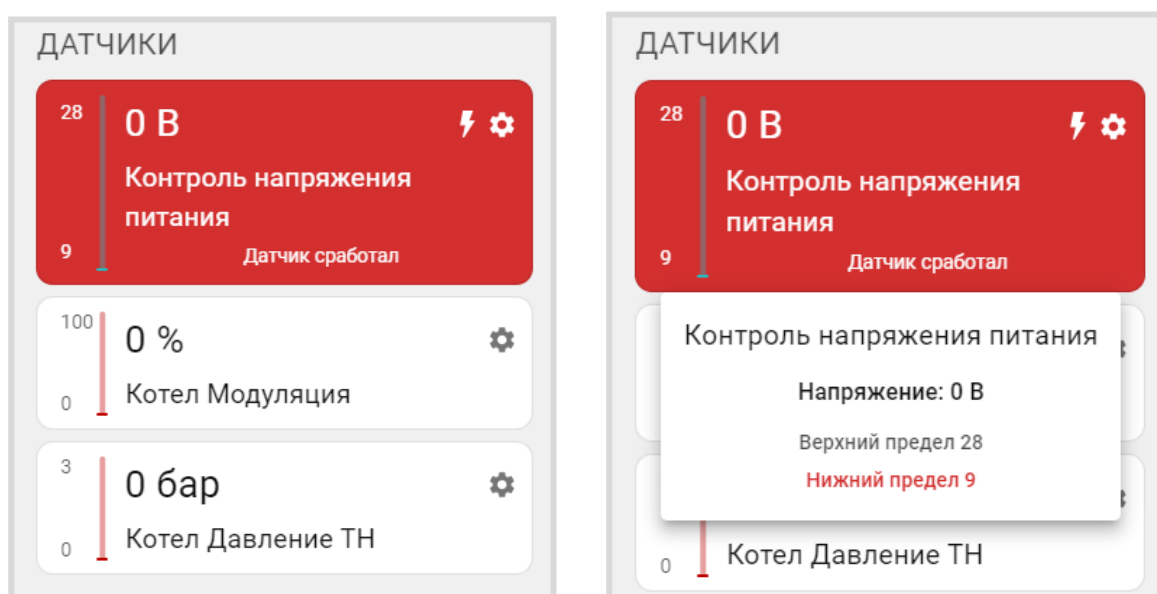 ДАТЧИКИ
28
0 В
Контроль напряжения
питания
9
Датчик сработал
100
0 %
Котел Модуляция
0
3
0 бар
Котел Давление ТН
0
ДАТЧИКИ
28
0 В
Контроль напряжения
питания
9
Датчик сработал
Контроль напряжения питания
Напряжение: 0 В
Верхний предел 28
Нижний предел 9
Котел Давление ТН
0